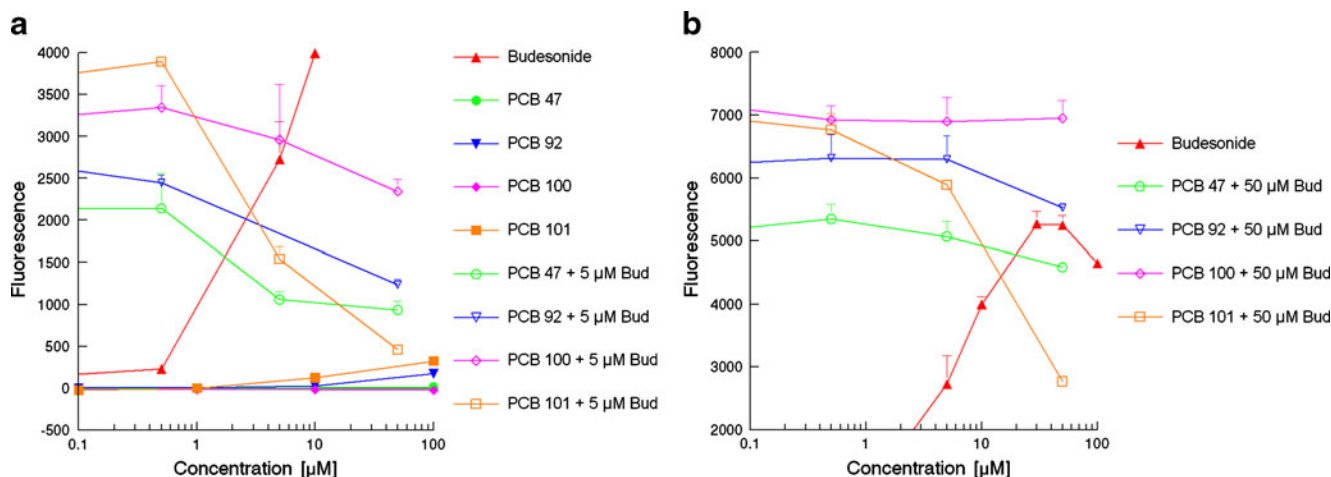 a
4000
3500
3000
2500
2000
1500
1000
500
0
-500
Fluorescence
0.1
1
10
100
Concentration [µM]
Budesonide
PCB 47
PCB 92
PCB 100
PCB 101
PCB 47 + 5 µM Bud
PCB 92 + 5 µM Bud
PCB 100 + 5 µM Bud
PCB 101 + 5 µM Bud
b
8000
7000
6000
5000
4000
3000
2000
Fluorescence
0.1
1
10
100
Concentration [µM]
Budesonide
PCB 47 + 50 µM Bud
PCB 92 + 50 µM Bud
PCB 100 + 50 µM Bud
PCB 101 + 50 µM Bud